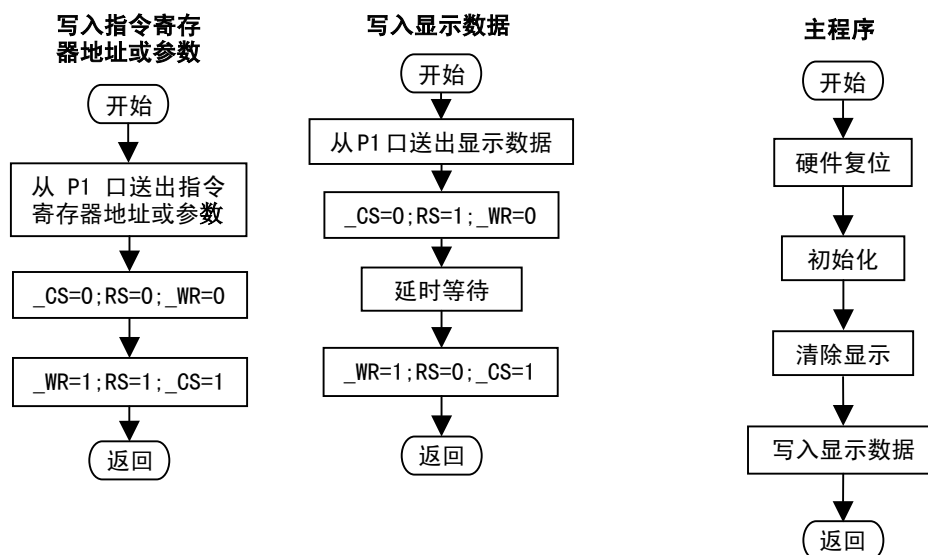 写入指令寄存
器地址或参数
开始
从 P1 口送出指令
寄存器地址或参数
_CS=0;RS=0;_WR=0
_WR=1;RS=1;_CS=1
返回
写入显示数据
开始
从P1口送出显示数据
_CS=0;RS=1;_WR=0
延时等待
_WR=1;RS=0;_CS=1
返回
主程序
开始
硬件复位
初始化
清除显示
写入显示数据
返回